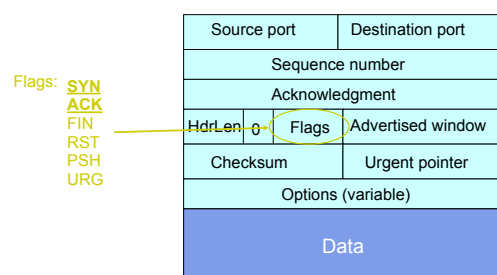 Source port Destination port
Sequence number
Flags: SYN
Acknowledgment
ACK
FIN
HdrLen 0 Flags Advertised window
RST
PSH
Checksum Urgent pointer
URG
Options (variable)
Data